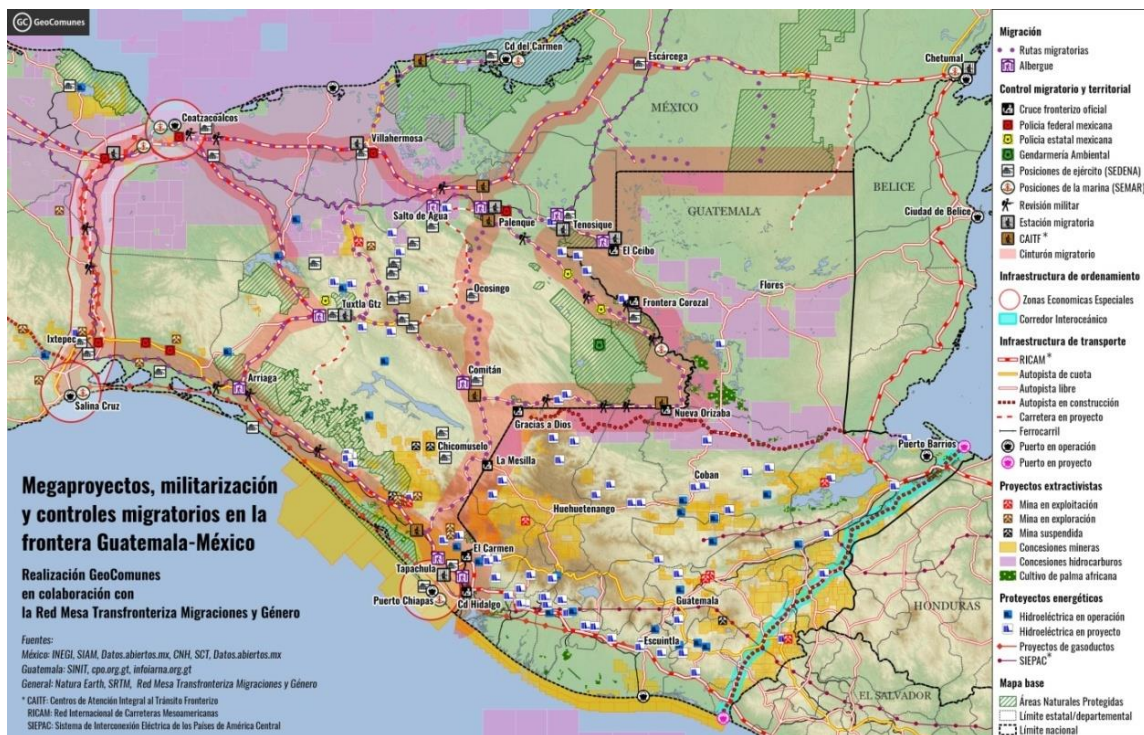 GC GeoComunes
Cd del Carmen
Escárcega
Chetumal
Coatzacoalcos
MÉXICO
Villahermosa
BELICE
Salto de Agua
Palenque
Tenosique
GUATEMALA
Ciudad de Belice
El Ceibo
Ocosingo
Frontera Corozal
Flores
Tuxtla Gtz
Ixtepec
Arriaga
Comitán
Salina Cruz
Nueva Orizaba
Gracias a Dios
Chicomuselo
La Mesilla
Puerto Barrios
Coban
Huehuetenango
El Carmen
Tapachula
Puerto Chiapas
Cd Hidalgo
Guatemala
HONDURAS
Escuintla
EL SALVADOR
Megaproyectos, militarización
y controles migratorios en la
frontera Guatemala-México
Realización GeoComunes
en colaboración con
la Red Mesa Transfronteriza Migraciones y Género
Fuentes:
México: INEGI, SIAM, Datos.abiertos.mx, CNH, SCT, Datos.abiertos.mx
Guatemala: SINIT, cpo.org.gt, infoiarna.org.gt
General: Natura Earth, SRTM, Red Mesa Transfronteriza Migraciones y Género
* CAITF: Centros de Atención Integral al Tránsito Fronterizo
RICAM: Red Internacional de Carreteras Mesoamericanas
SIEPAC: Sistema de Interconexión Eléctrica de los Países de América Central
Migración
Rutas migratorias
Albergue
Control migratorio y territorial
Cruce fronterizo oficial
Policia federal mexicana
Policia estatal mexicana
Gendarmería Ambiental
Posiciones de ejército (SEDENA)
Posiciones de la marina (SEMAR)
Revisión militar
Estación migratoria
CAITF *
Cinturón migratorio
Infraestructura de ordenamiento
Zonas Economicas Especiales
Corredor Interoceánico
Infraestructura de transporte
RICAM *
Autopista de cuota
Autopista libre
Autopista en construcción
Carretera en proyecto
Ferrocarril
Puerto en operación
Puerto en proyecto
Proyectos extractivistas
Mina en exploitación
Mina en exploración
Mina suspendida
Concesiones mineras
Concesiones hidrocarburos
Cultivo de palma africana
Proteyectos energéticos
Hidroeléctrica en operación
Hidroeléctrica en proyecto
Proyectos de gasoductos
SIEPAC *
Mapa base
Áreas Naturales Protegidas
Límite estatal/departemental
Límite nacional